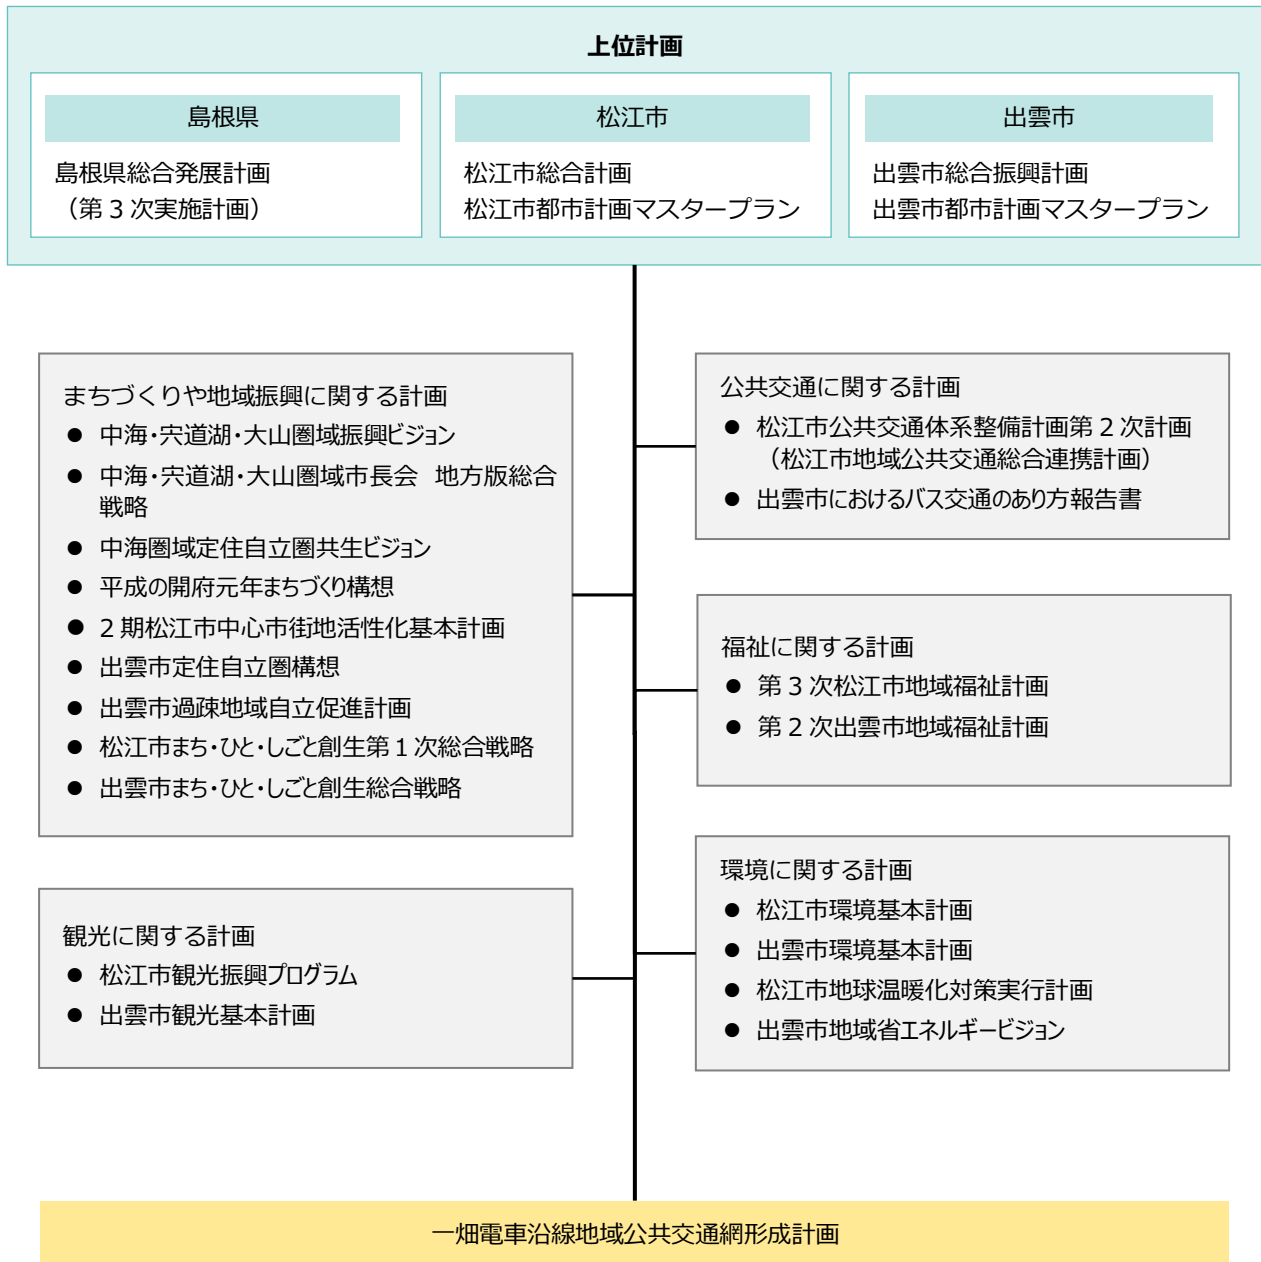 上位計画
島根県
島根県総合発展計画
（第３次実施計画）
松江市
松江市総合計画
松江市都市計画マスタープラン
出雲市
出雲市総合振興計画
出雲市都市計画マスタープラン
まちづくりや地域振興に関する計画
● 中海・宍道湖・大山圏域振興ビジョン
● 中海・宍道湖・大山圏域市長会　地方版総合
戦略
● 中海圏域定住自立圏共生ビジョン
● 平成の開府元年まちづくり構想
● 2 期松江市中心市街地活性化基本計画
● 出雲市定住自立圏構想
● 出雲市過疎地域自立促進計画
● 松江市まち・ひと・しごと創生第１次総合戦略
● 出雲市まち・ひと・しごと創生総合戦略
観光に関する計画
● 松江市観光振興プログラム
● 出雲市観光基本計画
公共交通に関する計画
● 松江市公共交通体系整備計画第２次計画
（松江市地域公共交通総合連携計画）
● 出雲市におけるバス交通のあり方報告書
福祉に関する計画
● 第３次松江市地域福祉計画
● 第２次出雲市地域福祉計画
環境に関する計画
● 松江市環境基本計画
● 出雲市環境基本計画
● 松江市地球温暖化対策実行計画
● 出雲市地域省エネルギービジョン
一畑電車沿線地域公共交通網形成計画